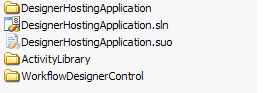 DesignerHostingApplication
DesignerHostingApplication.sln
DesignerHostingApplication.suo
ActivityLibrary
WorkflowDesignerControl